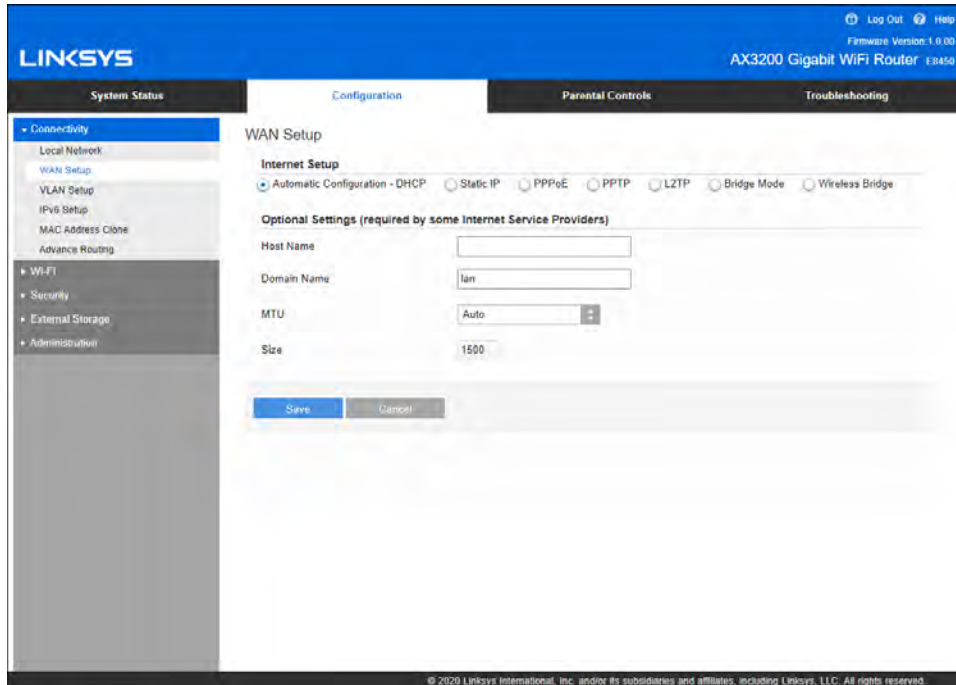 Log Out Help
Firmware Version:1.0.00
LINKSYS
AX3200 Gigabit WiFi Router E8450
System Status Configuration Parental Controls Troubleshooting
Connectivity
Local Network
WAN Setup
VLAN Setup
IPv6 Setup
MAC Address Clone
Advance Routing
Wi-Fi
Security
External Storage
Administration
WAN Setup
Internet Setup
Automatic Configuration - DHCP Static IP PPPoE PPTP L2TP Bridge Mode Wireless Bridge
Optional Settings (required by some Internet Service Providers)
Host Name
Domain Name lan
MTU Auto
Size 1500
Save Cancel
© 2020 Linksys International, Inc. and/or its subsidiaries and affiliates, including Linksys, LLC. All rights reserved.